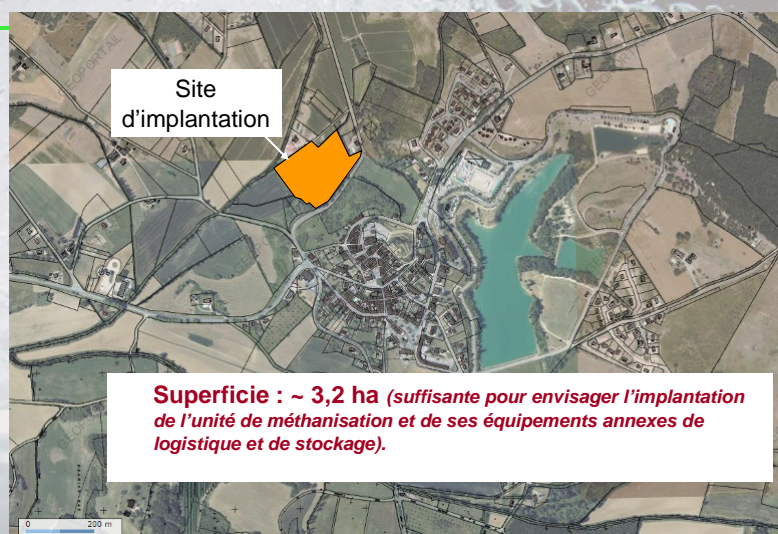 Site
d'implantation
GEOPORTAIL
Superficie : ~ 3,2 ha (suffisante pour envisager l'implantation
de l'unité de méthanisation et de ses équipements annexes de
logistique et de stockage).
0 200 m